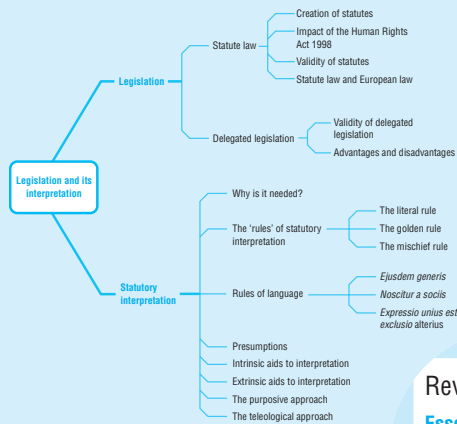 Legislation and its
interpretation
Legislation
Statute law
Creation of statutes
Impact of the Human Rights
Act 1998
Validity of statutes
Statute law and European law
Delegated legislation
Validity of delegated
legislation
Advantages and disadvantages
Statutory
interpretation
Why is it needed?
The ‘rules’ of statutory
interpretation
The literal rule
The golden rule
The mischief rule
Rules of language
Ejusdem generis
Noscitur a sociis
Expressio unius est
exclusio alterius
Presumptions
Intrinsic aids to interpretation
Extrinsic aids to interpretation
The purposive approach
The teleological approach